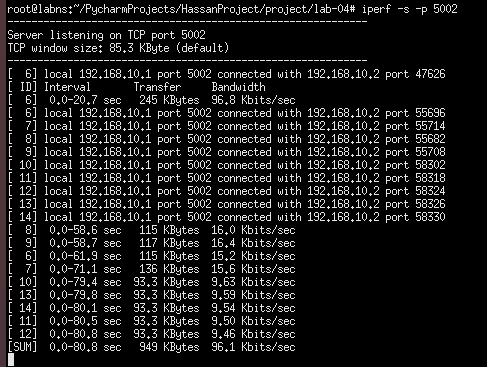 root@labns:~/PycharmProjects/HassanProject/project/lab-04# iperf -s -p 5002
------------------------------------------------------------
Server listening on TCP port 5002
TCP window size: 85.3 KByte (default)
------------------------------------------------------------
[  6] local 192.168.10.1 port 5002 connected with 192.168.10.2 port 47626
[ ID] Interval       Transfer     Bandwidth
[  6]  0.0-20.7 sec   245 KBytes  96.8 Kbits/sec
[  6] local 192.168.10.1 port 5002 connected with 192.168.10.2 port 55696
[  7] local 192.168.10.1 port 5002 connected with 192.168.10.2 port 55714
[  8] local 192.168.10.1 port 5002 connected with 192.168.10.2 port 55682
[  9] local 192.168.10.1 port 5002 connected with 192.168.10.2 port 55708
[ 10] local 192.168.10.1 port 5002 connected with 192.168.10.2 port 58302
[ 11] local 192.168.10.1 port 5002 connected with 192.168.10.2 port 58318
[ 12] local 192.168.10.1 port 5002 connected with 192.168.10.2 port 58324
[ 13] local 192.168.10.1 port 5002 connected with 192.168.10.2 port 58326
[ 14] local 192.168.10.1 port 5002 connected with 192.168.10.2 port 58330
[  8]  0.0-58.6 sec   115 KBytes  16.0 Kbits/sec
[  9]  0.0-58.7 sec   117 KBytes  16.4 Kbits/sec
[  6]  0.0-61.9 sec   115 KBytes  15.2 Kbits/sec
[  7]  0.0-71.1 sec   136 KBytes  15.6 Kbits/sec
[ 10]  0.0-79.4 sec  93.3 KBytes  9.63 Kbits/sec
[ 13]  0.0-79.8 sec  93.3 KBytes  9.59 Kbits/sec
[ 14]  0.0-80.1 sec  93.3 KBytes  9.54 Kbits/sec
[ 11]  0.0-80.5 sec  93.3 KBytes  9.50 Kbits/sec
[ 12]  0.0-80.8 sec  93.3 KBytes  9.46 Kbits/sec
[SUM]  0.0-80.8 sec   949 KBytes  96.1 Kbits/sec